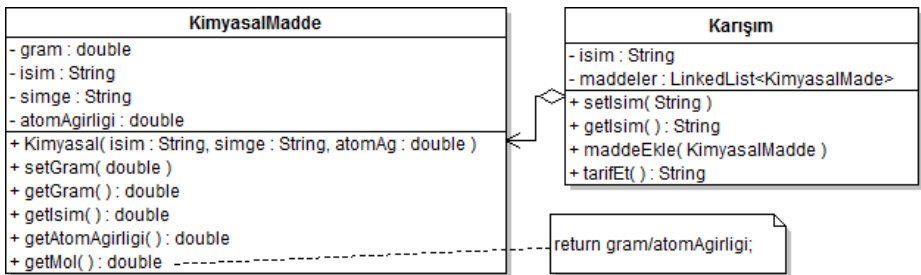 KimyasalMadde
- gram : double
- isim : String
- simge : String
- atomAgirligi : double
+ Kimyasal( isim : String, simge : String, atomAg : double )
+ setGram( double )
+ getGram( ) : double
+ getIsim( ) : double
+ getAtomAgirligi( ) : double
+ getMol( ) : double
Karışım
- isim : String
- maddeler : LinkedList<KimyasalMade>
+ setIsim( String )
+ getIsim( ) : String
+ maddeEkle( KimyasalMadde )
+ tarifEt( ) : String
return gram/atomAgirligi;